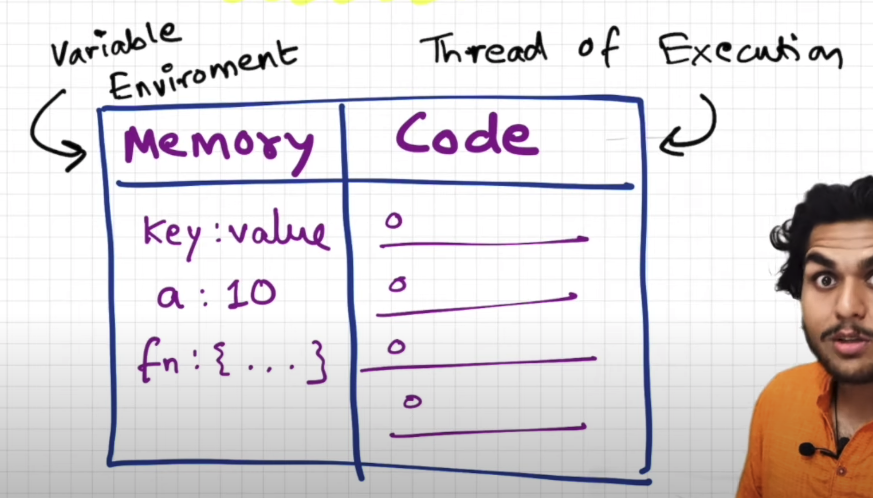 Variable
Enviroment
Thread of Execution
Memory
Code
key : value
a : 10
fn : { . . . }